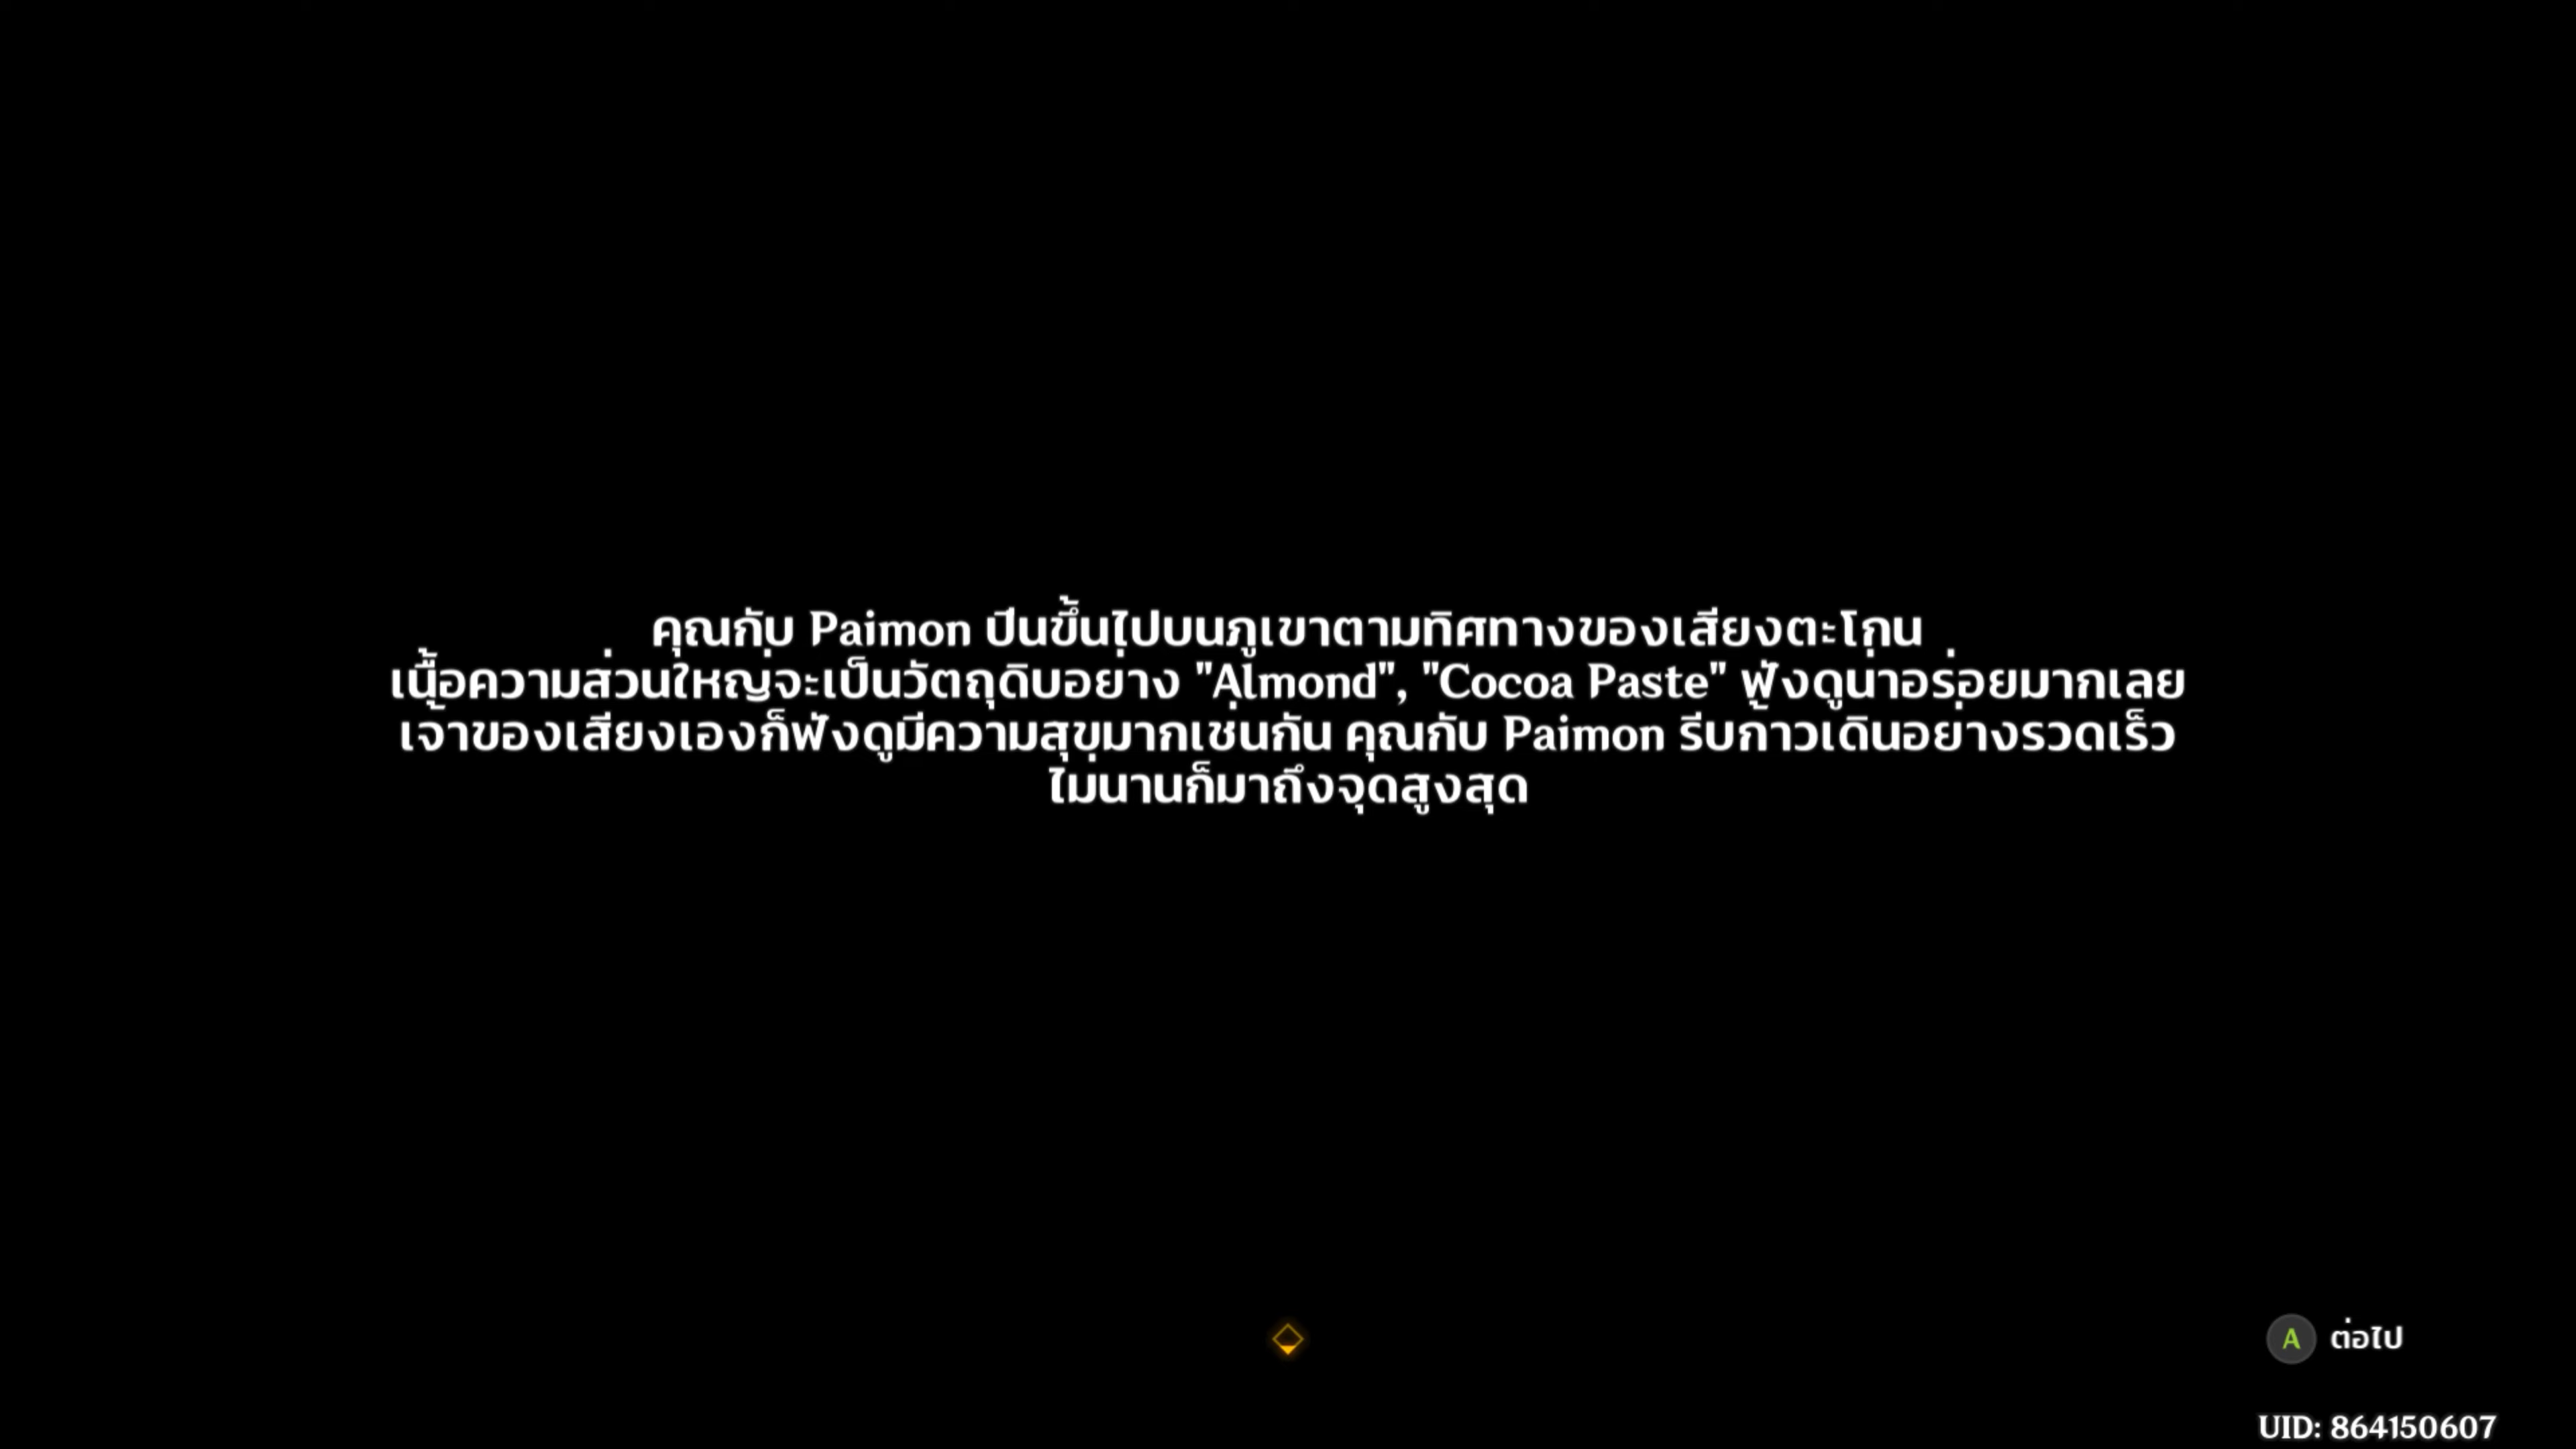 คุณกับ Paimon ปีนขึ้นไปบนภูเขาตามทิศทางของเสียงตะโกน
เนื้อความส่วนใหญ่จะเป็นวัตถุดิบอย่าง "Almond", "Cocoa Paste" ฟังดูน่าอร่อยมากเลย
เจ้าของเสียงเองก็ฟังดูมีความสุขมากเช่นกัน คุณกับ Paimon รีบก้าวเดินอย่างรวดเร็ว
ไม่นานก็มาถึงจุดสูงสุด
A ต่อไป
UID: 864150607